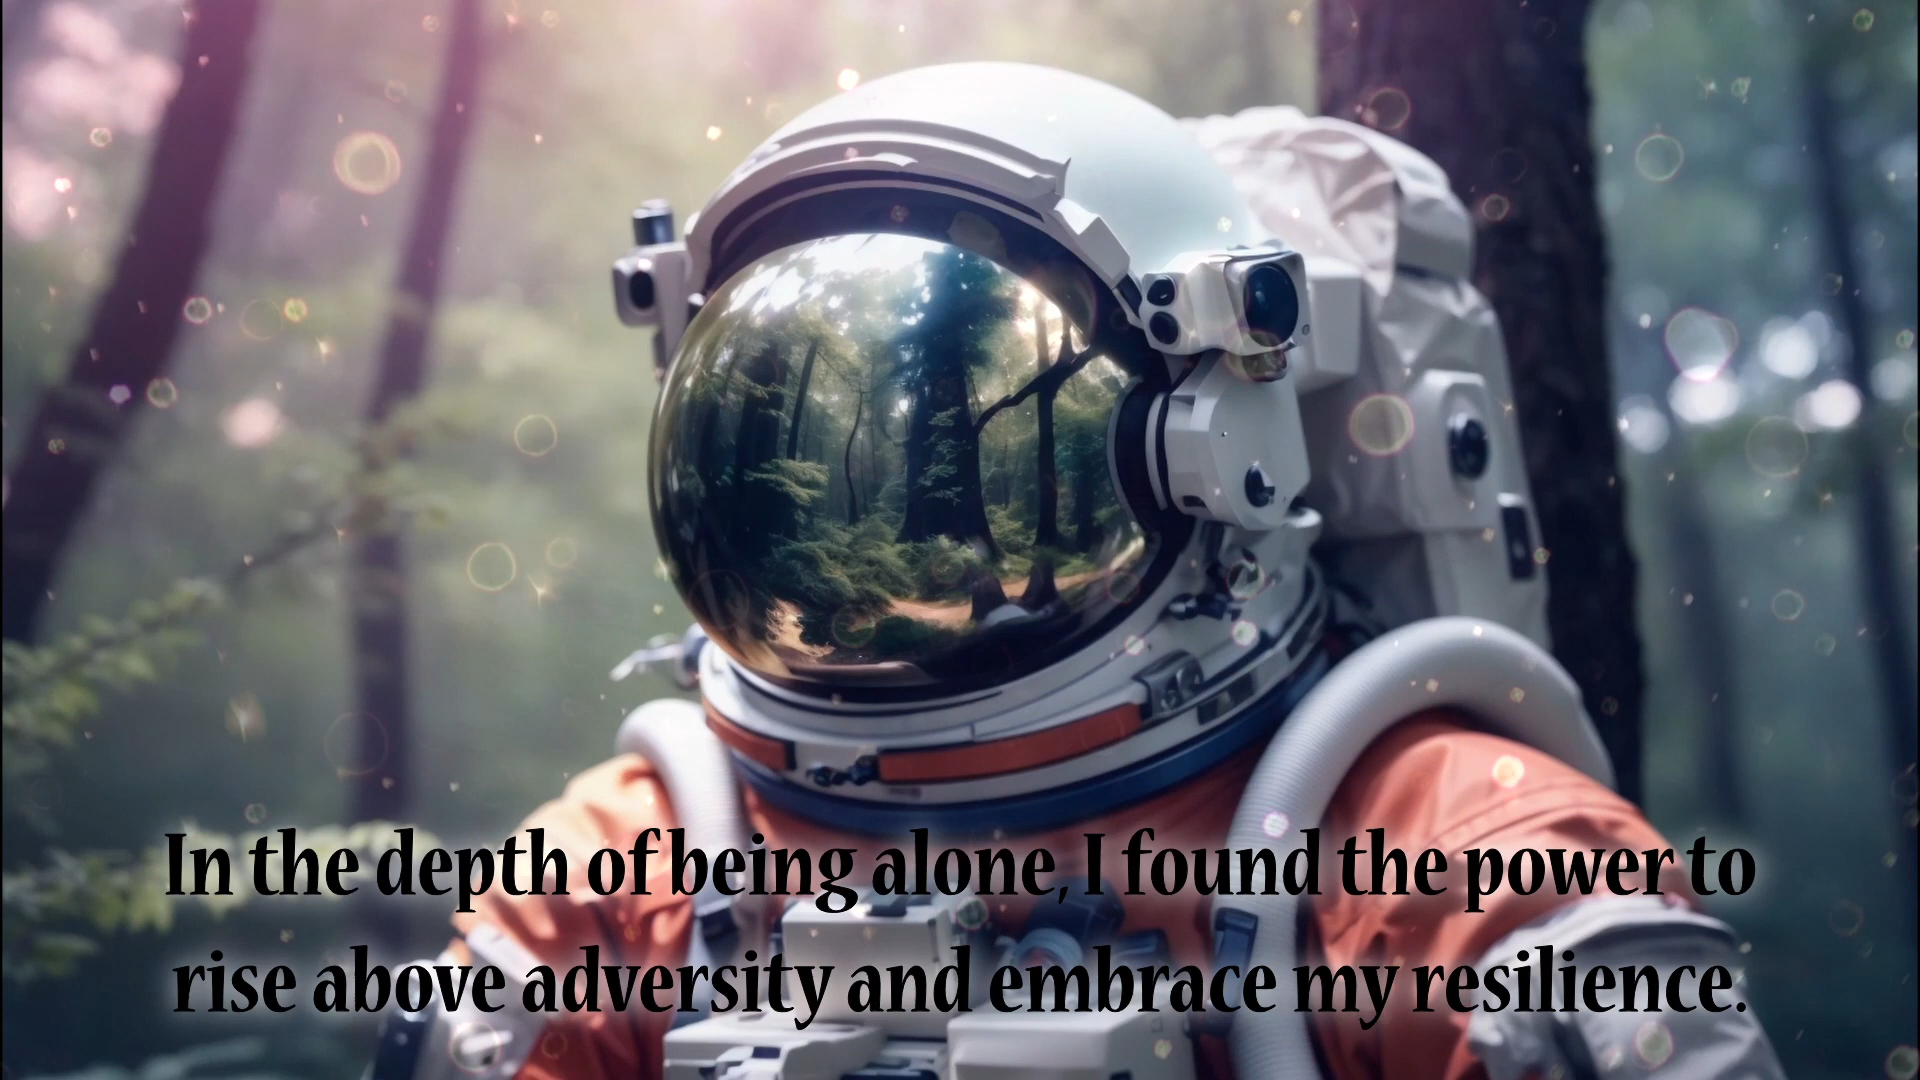 In the depth of being alone, I found the power to
rise above adversity and embrace my resilience.